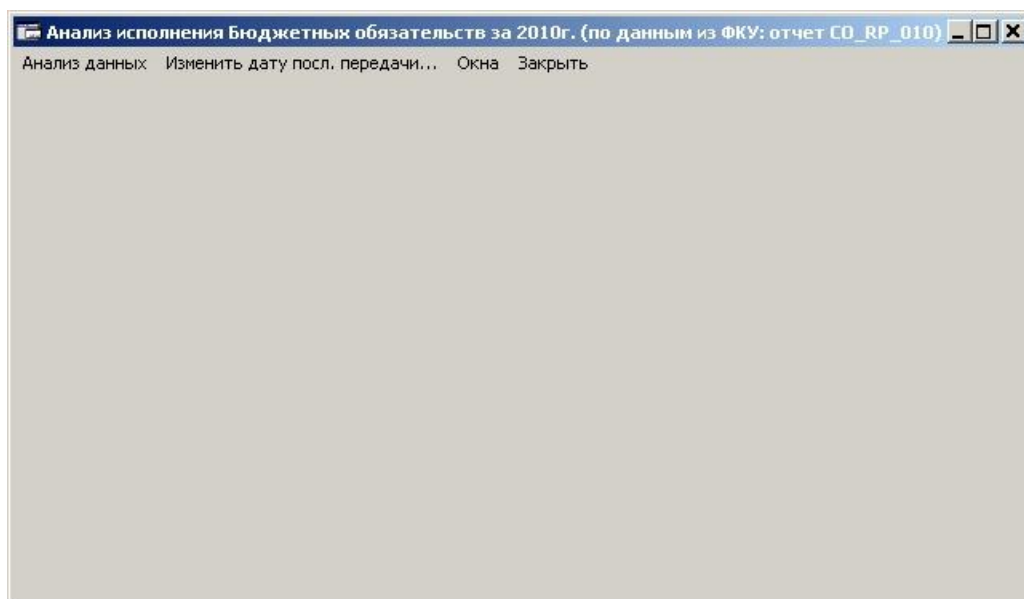 Анализ исполнения Бюджетных обязательств за 2010г. (по данным из ФКУ: отчет CO_RP_010)
Анализ данных Изменить дату посл. передачи... Окна Закрыть